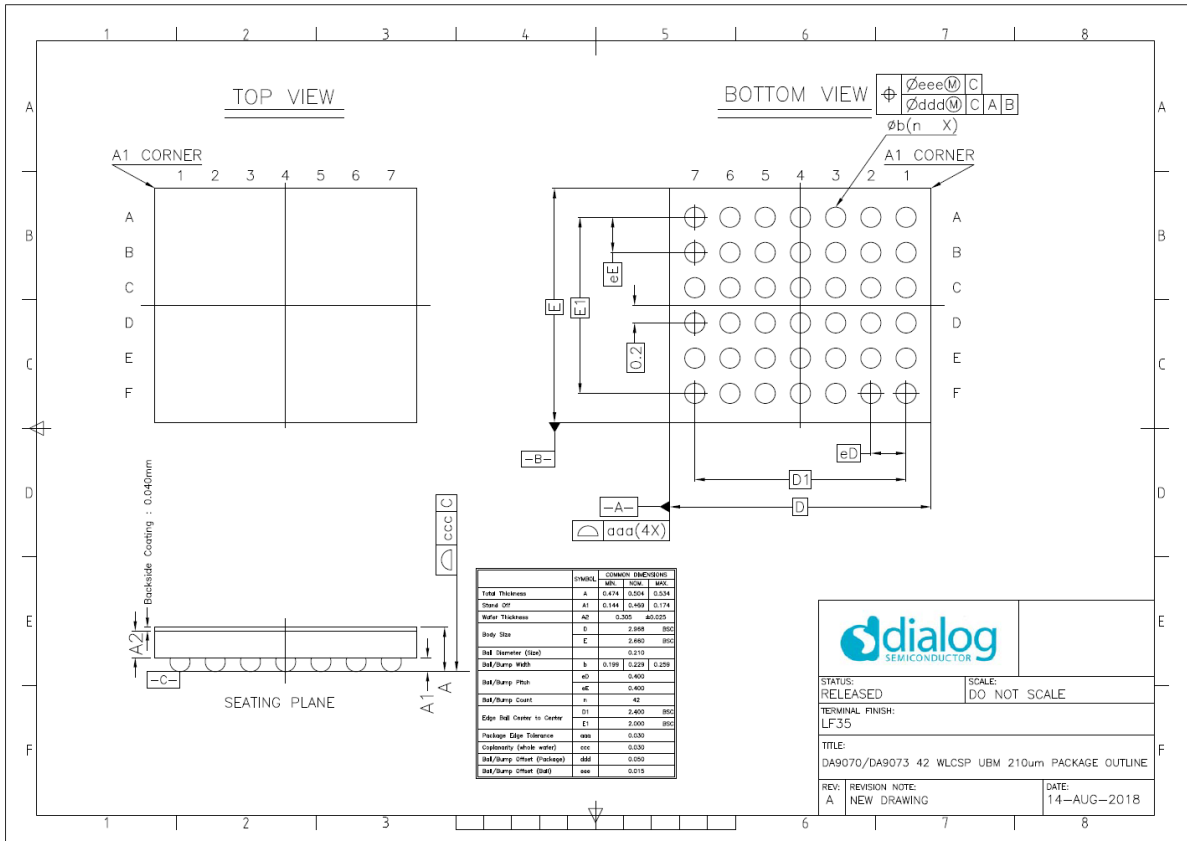 1 2 3 4 5 6 7 8
A A
B B
C C
D D
E E
F F
1 2 3 6 7 8
TOP VIEW
A1 CORNER
1 2 3 4 5 6 7
A
B
C
D
E
F
BOTTOM VIEW
Øeee Ⓜ C
Øddd Ⓜ C A B
øb(n X)
A1 CORNER
7 6 5 4 3 2 1
A
B
C
D
E
F
eE
E
E1
0.2
eD
D1
D
-B-
-A-
aaa(4X)
Backside Coating : 0.040mm
ccc C
A2
-C-
A1
A
SEATING PLANE
SYMBOL COMMON DIMENSIONS
MIN. NOM. MAX.
Total Thickness A 0.474 0.504 0.534
Stand Off A1 0.144 0.469 0.174
Wafer Thickness A2 0.305 ±0.025
Body Size D 2.968 BSC
E 2.660 BSC
Ball Diameter (Size) 0.210
Ball/Bump Width b 0.199 0.229 0.259
Ball/Bump Pitch eD 0.400
eE 0.400
Ball/Bump Count n 42
Edge Ball Center to Center D1 2.400 BSC
E1 2.000 BSC
Package Edge Tolerance aaa 0.030
Coplanarity (whole wafer) ccc 0.030
Ball/Bump Offset (Package) ddd 0.050
Ball/Bump Offset (Ball) eee 0.015
dialog
SEMICONDUCTOR
STATUS:
RELEASED
SCALE:
DO NOT SCALE
TERMINAL FINISH:
LF35
TITLE:
DA9070/DA9073 42 WLCSP UBM 210um PACKAGE OUTLINE
REV:
A
REVISION NOTE:
NEW DRAWING
DATE:
14-AUG-2018